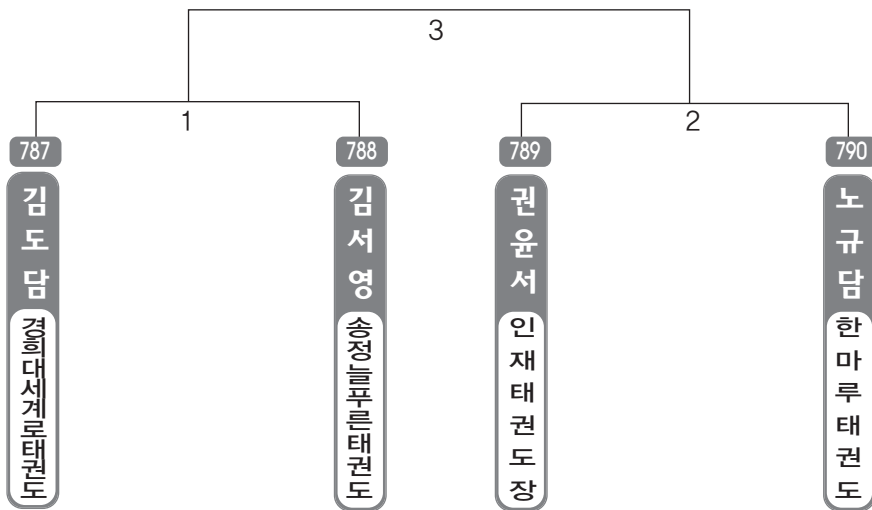 3
1
2
787
김도담
경희대세계로태권도
788
김서영
송정늘푸른태권도
789
권윤서
인재태권도장
790
노규담
한마루태권도